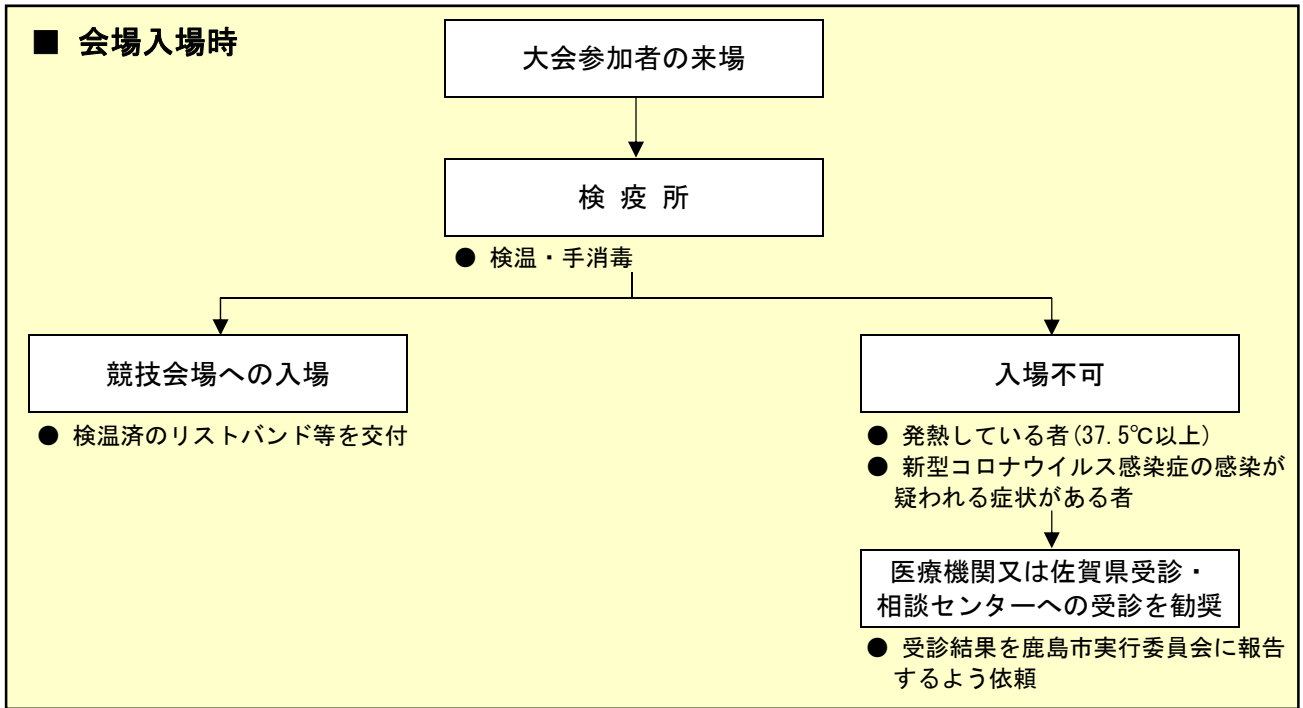 ■ 会場入場時
大会参加者の来場
検 疫 所
● 検温・手消毒
競技会場への入場
● 検温済のリストバンド等を交付
入場不可
● 発熱している者(37.5℃以上)
● 新型コロナウイルス感染症の感染が
疑われる症状がある者
医療機関又は佐賀県受診・
相談センターへの受診を勧奨
● 受診結果を鹿島市実行委員会に報告
するよう依頼